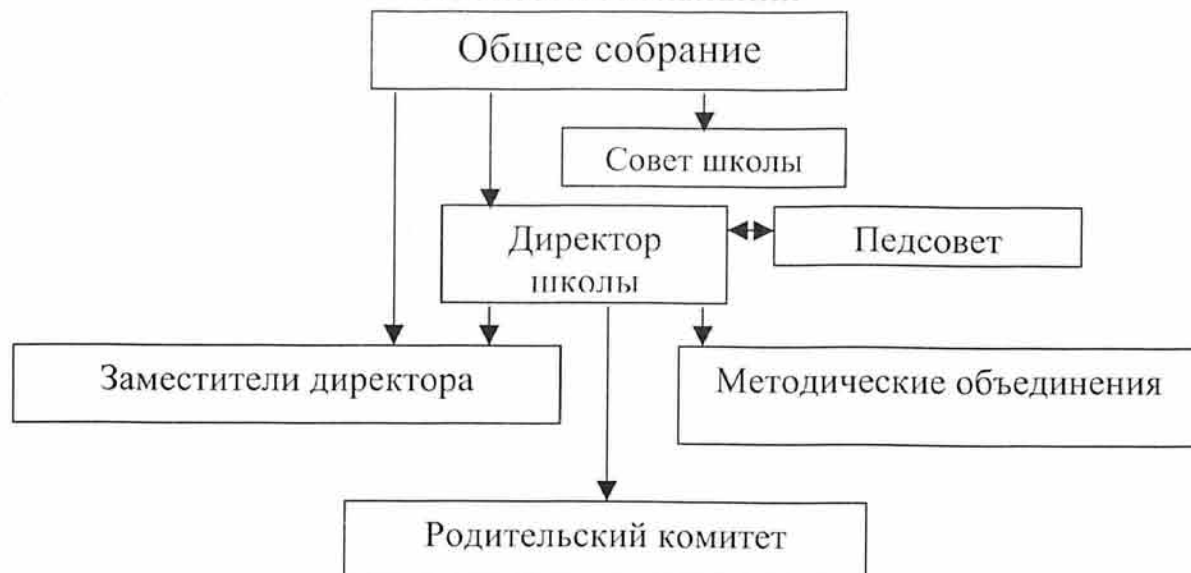 Общее собрание
Совет школы
Директор
школы
Педсовет
Заместители директора
Методические объединения
Родительский комитет